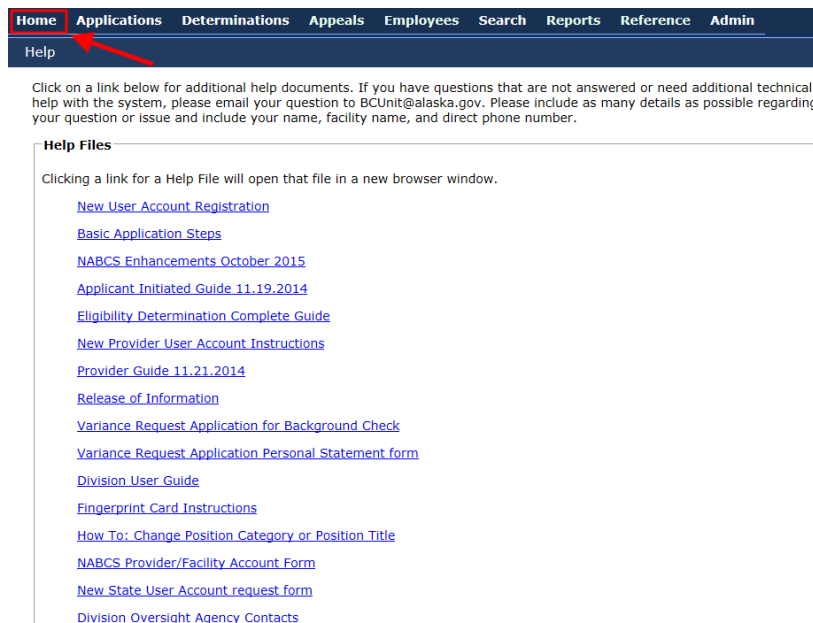 Home Applications Determinations Appeals Employees Search Reports Reference Admin
Help
Click on a link below for additional help documents. If you have questions that are not answered or need additional technical
help with the system, please email your question to BCUnit@alaska.gov. Please include as many details as possible regarding
your question or issue and include your name, facility name, and direct phone number.
Help Files
Clicking a link for a Help File will open that file in a new browser window.
New User Account Registration
Basic Application Steps
NABCS Enhancements October 2015
Applicant Initiated Guide 11.19.2014
Eligibility Determination Complete Guide
New Provider User Account Instructions
Provider Guide 11.21.2014
Release of Information
Variance Request Application for Background Check
Variance Request Application Personal Statement form
Division User Guide
Fingerprint Card Instructions
How To: Change Position Category or Position Title
NABCS Provider/Facility Account Form
New State User Account request form
Division Oversight Agency Contacts